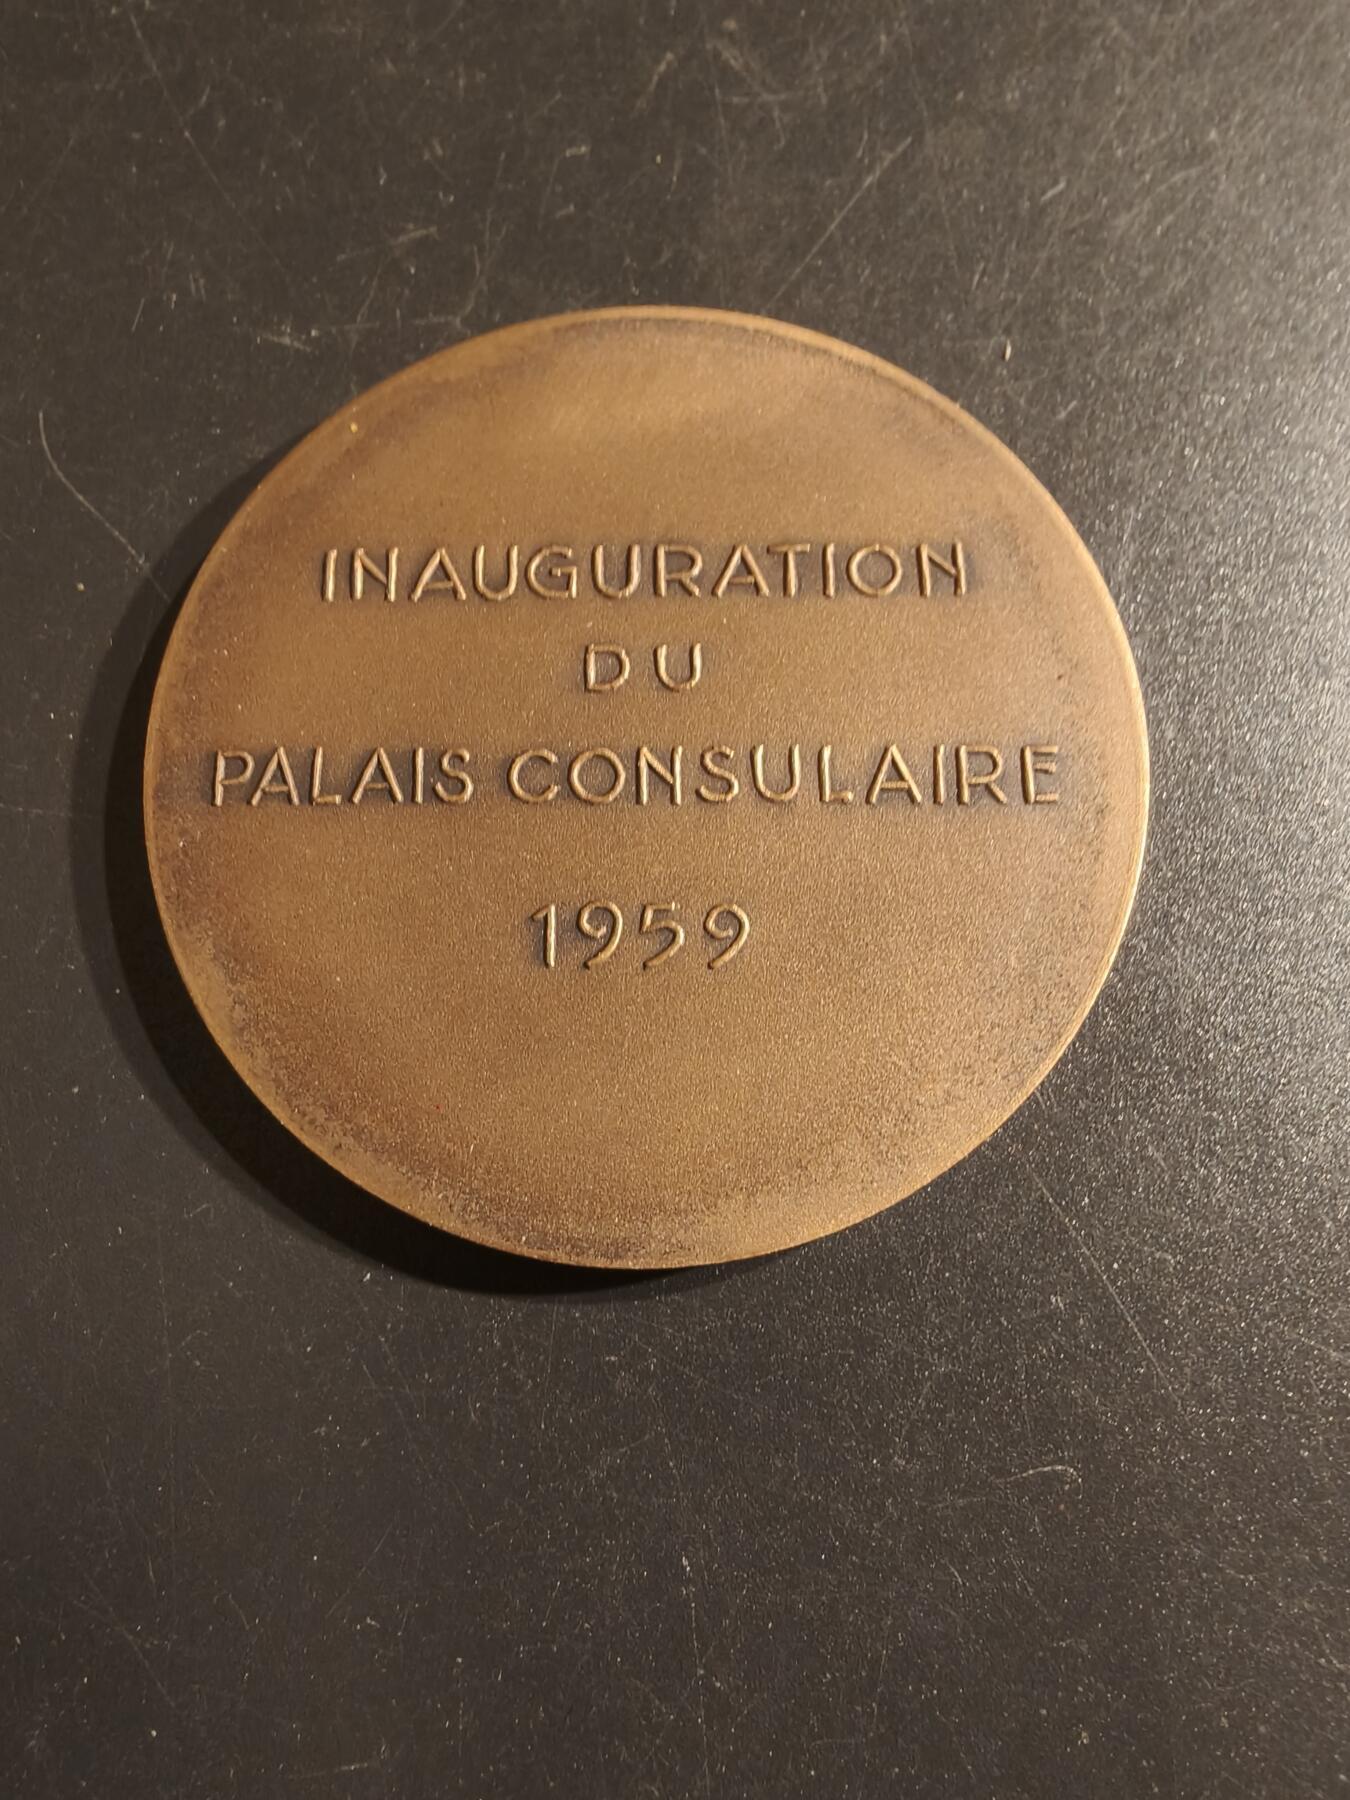 INAUGURATION
DU
PALAIS CONSULAIRE
1959